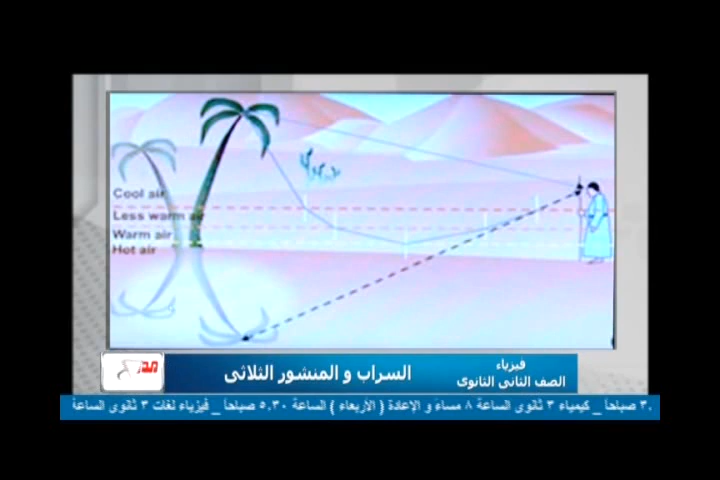 Cool air
Less warm air
Warm air
Hot air
فيزياء
الصف الثانى الثانوى
السراب و المنشور الثلاثى
٣٠ صباحاً _ كيمياء ٣ ثانوى الساعة ٨ مساءً و الإعادة ( الأربعاء ) الساعة ٥.٣٠ صباحاً _ فيزياء لغات ٣ ثانوى الساعة